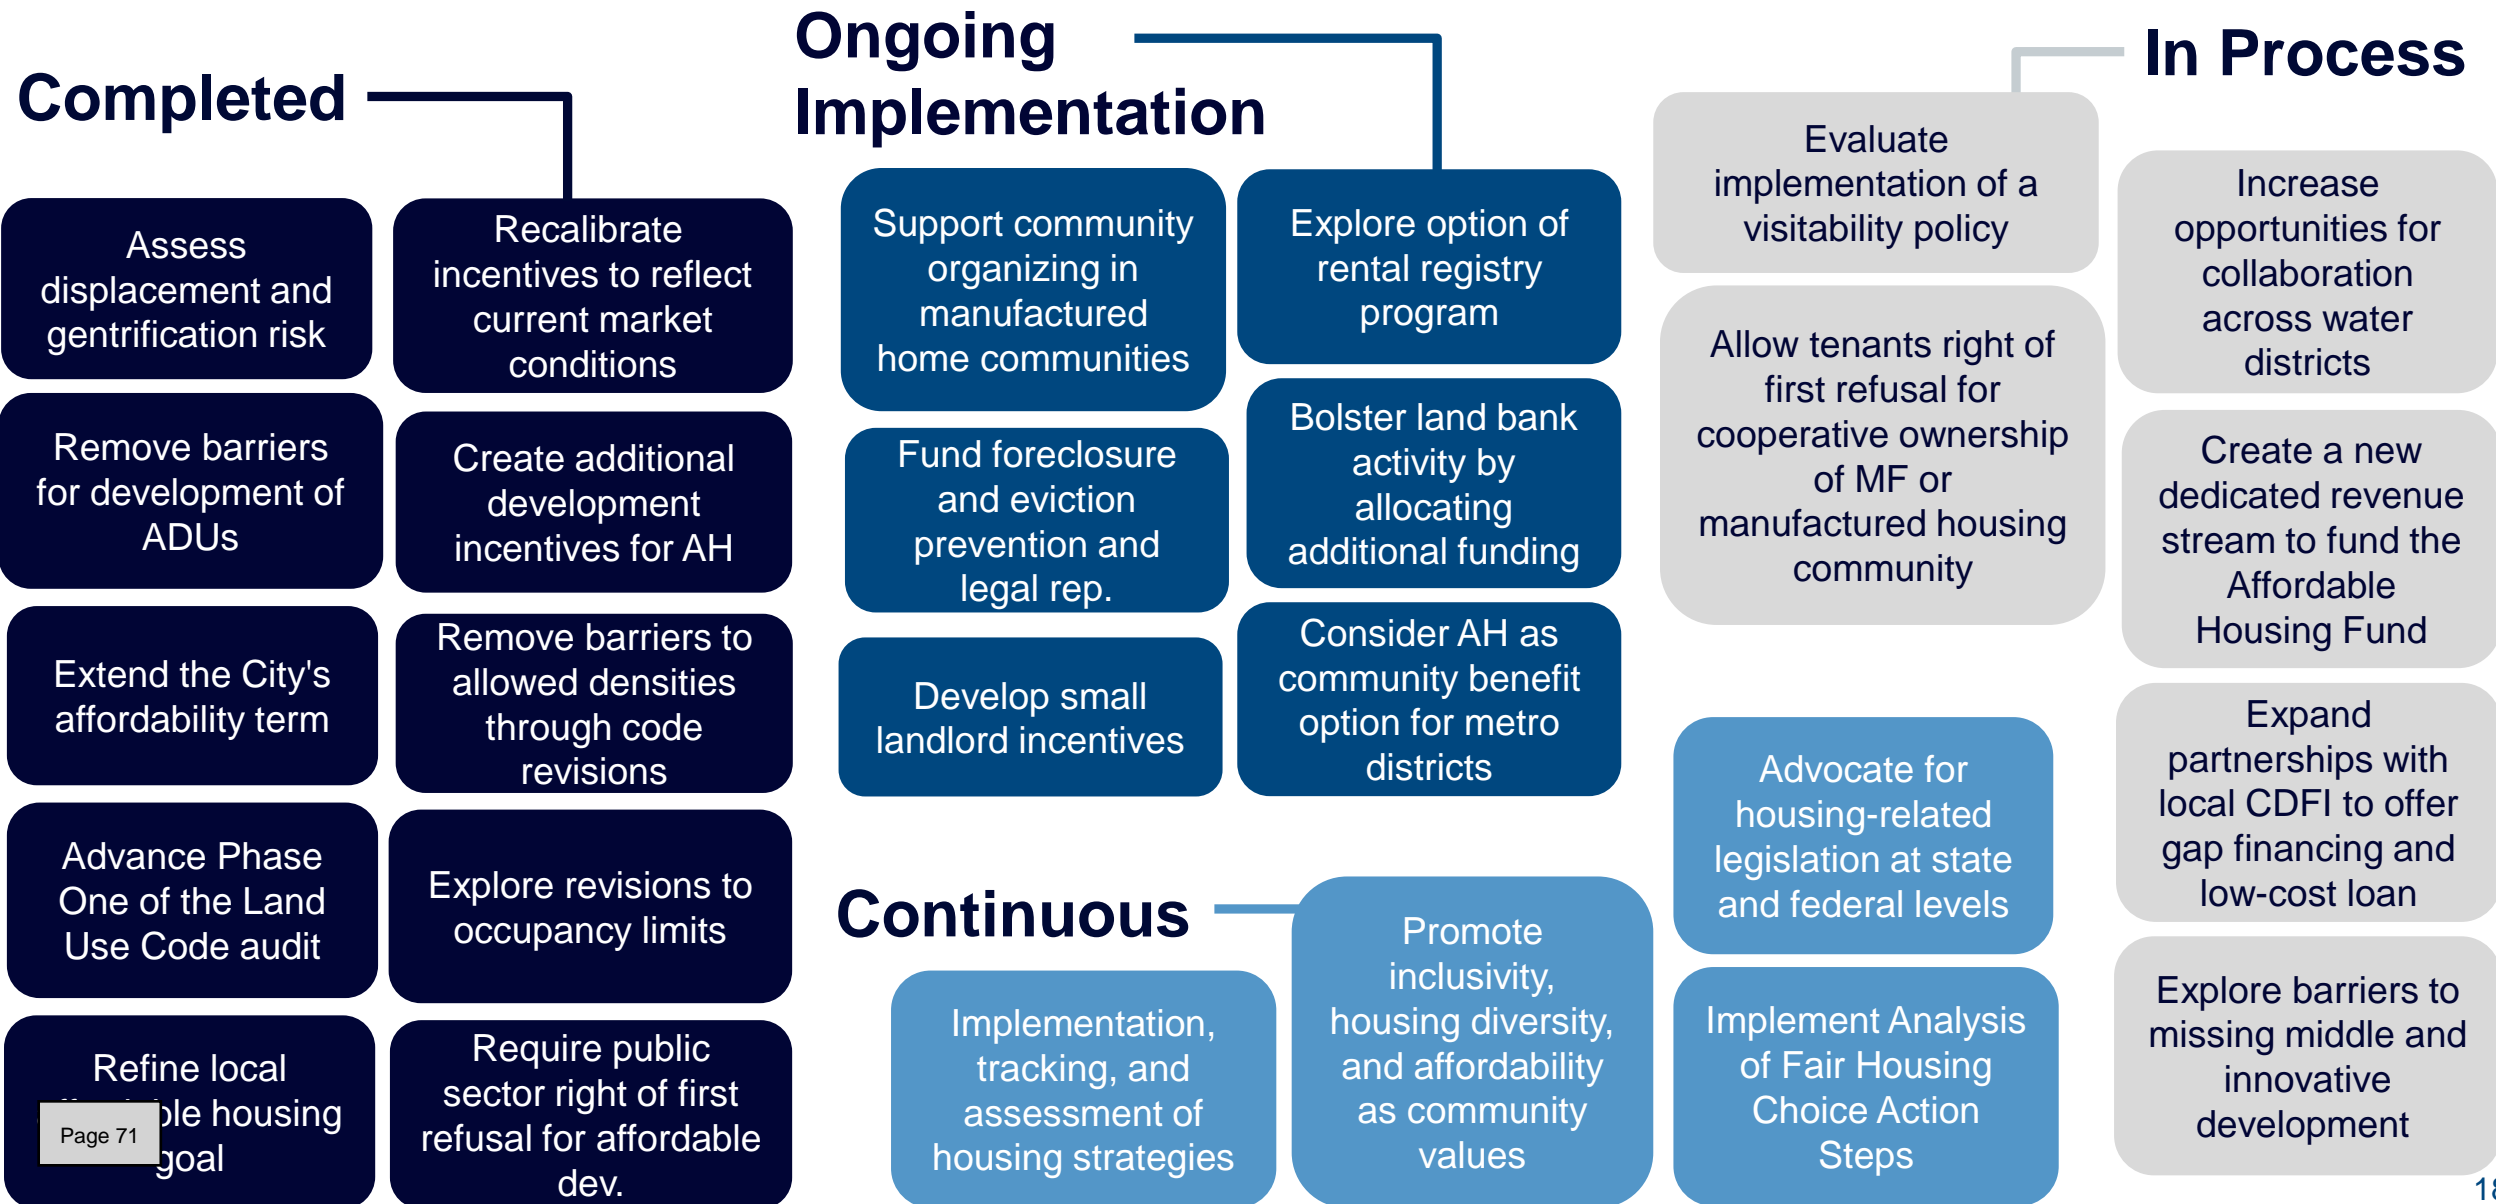 Completed
Assess
displacement and
gentrification risk
Recalibrate
incentives to reflect
current market
conditions
Remove barriers
for development of
ADUs
Create additional
development
incentives for AH
Extend the City's
affordability term
Remove barriers to
allowed densities
through code
revisions
Advance Phase
One of the Land
Use Code audit
Explore revisions to
occupancy limits
Refine local
housing
goal
Page 71
Require public
sector right of first
refusal for affordable
dev.
Ongoing
Implementation
Support community
organizing in
manufactured
home communities
Explore option of
rental registry
program
Fund foreclosure
and eviction
prevention and
legal rep.
Bolster land bank
activity by
allocating
additional funding
Develop small
landlord incentives
Consider AH as
community benefit
option for metro
districts
Continuous
Implementation,
tracking, and
assessment of
housing strategies
Promote
inclusivity,
housing diversity,
and affordability
as community
values
Advocate for
housing-related
legislation at state
and federal levels
Implement Analysis
of Fair Housing
Choice Action
Steps
In Process
Evaluate
implementation of a
visitability policy
Allow tenants right of
first refusal for
cooperative ownership
of MF or
manufactured housing
community
Increase
opportunities for
collaboration
across water
districts
Create a new
dedicated revenue
stream to fund the
Affordable
Housing Fund
Expand
partnerships with
local CDFI to offer
gap financing and
low-cost loan
Explore barriers to
missing middle and
innovative
development